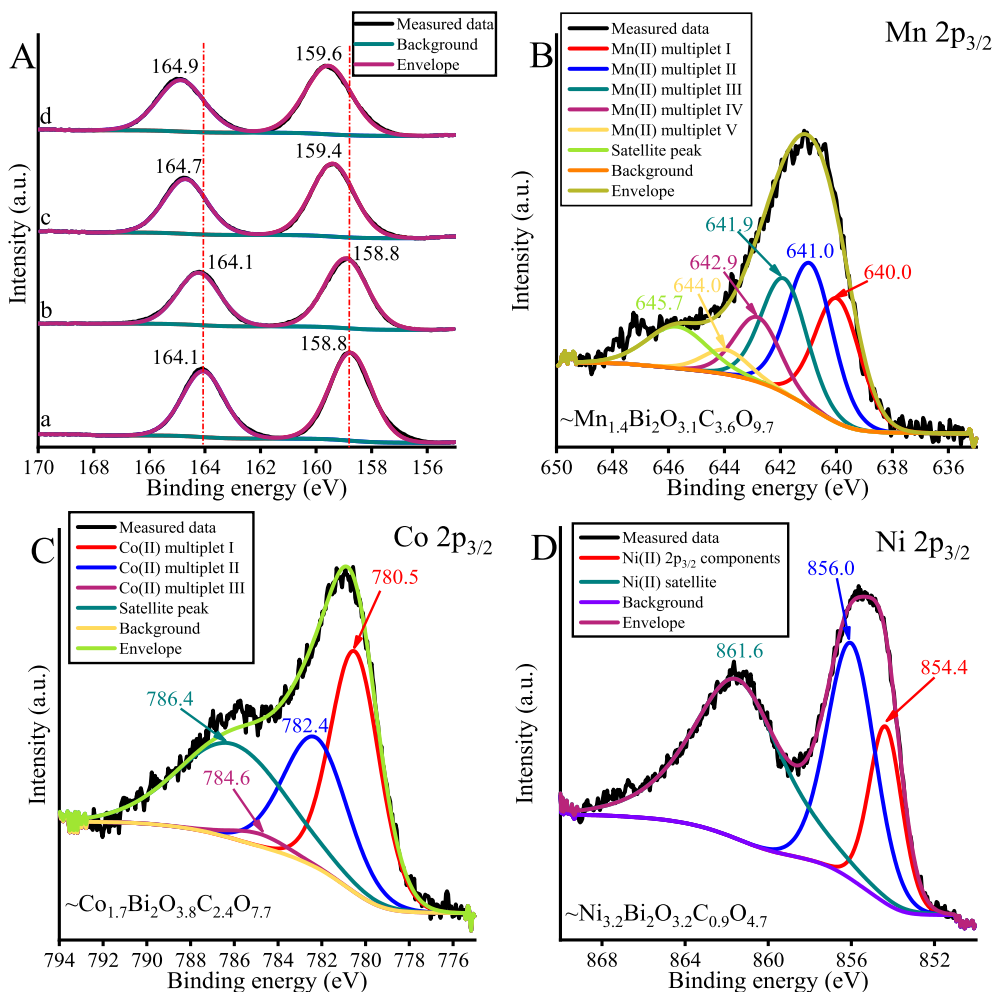 A
Measured data
Background
Envelope
164.9
159.6
d
164.7
159.4
c
164.1
158.8
b
164.1
158.8
a
170 168 166 164 162 160 158 156
Binding energy (eV)
Intensity (a.u.)
B
Mn 2p3/2
Measured data
Mn(II) multiplet I
Mn(II) multiplet II
Mn(II) multiplet III
Mn(II) multiplet IV
Mn(II) multiplet V
Satellite peak
Background
Envelope
641.9
642.9
641.0
644.0
640.0
645.7
~Mn1.4Bi2O3.1C3.6O9.7
650 648 646 644 642 640 638 636
Binding energy (eV)
Intensity (a.u.)
C
Co 2p3/2
Measured data
Co(II) multiplet I
Co(II) multiplet II
Co(II) multiplet III
Satellite peak
Background
Envelope
780.5
786.4
782.4
784.6
~Co1.7Bi2O3.8C2.4O7.7
794 792 790 788 786 784 782 780 778 776
Binding energy (eV)
Intensity (a.u.)
D
Ni 2p3/2
Measured data
Ni(II) 2p3/2 components
Ni(II) satellite
Background
Envelope
856.0
861.6
854.4
~Ni3.2Bi2O3.2C0.9O4.7
868 864 860 856 852
Binding energy (eV)
Intensity (a.u.)